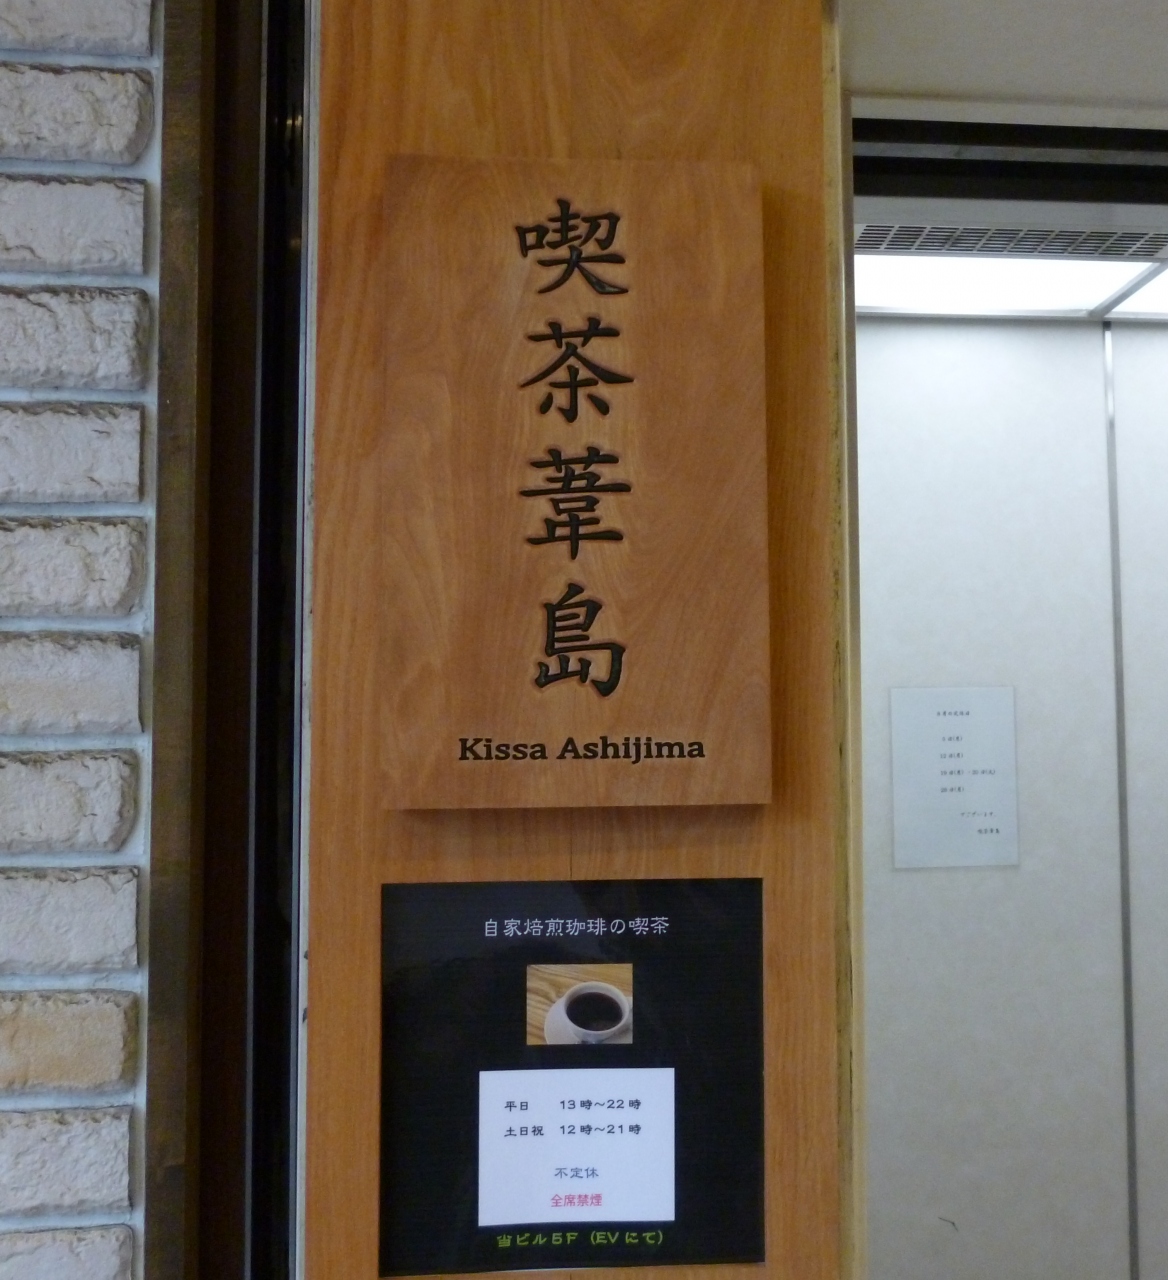 喫茶葦島
Kissa Ashijima
自家焙煎珈琲の喫茶
平日 13時～22時
土日祝 12時～21時
不定休
全席禁煙
当ビル5F (EVにて)